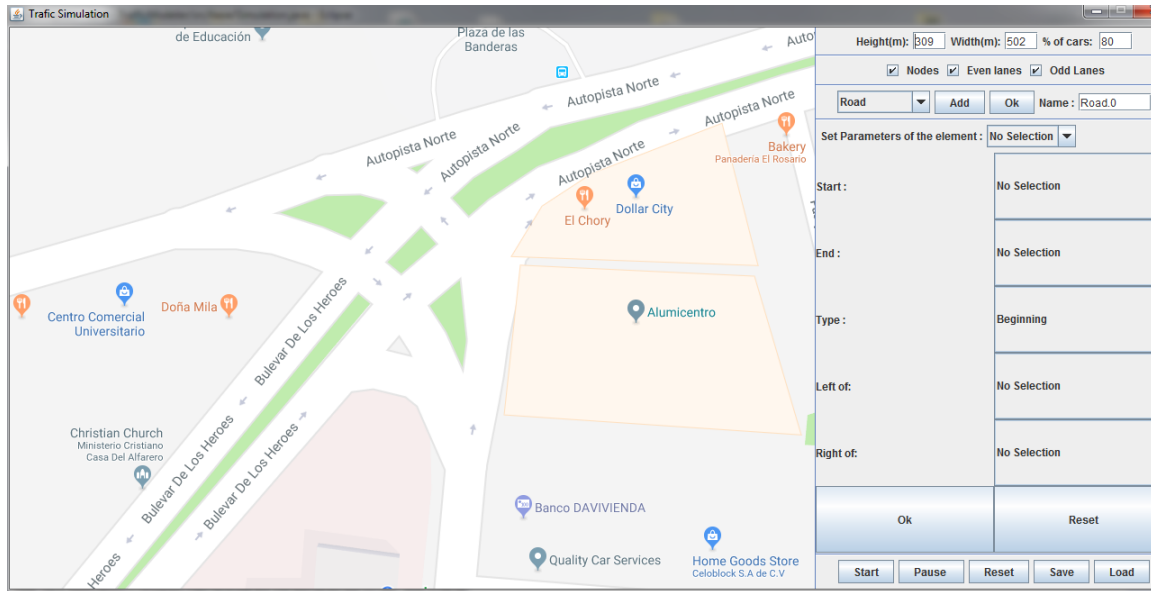 Trafic Simulation
de Educación
Plaza de las
Banderas
Autopista Norte
Autopista Norte
Autopista Norte
Autopista Norte
Autopista Norte
Bakery
Panadería El Rosario
Dollar City
El Chory
Alumicentro
Centro Comercial
Universitario
Doña Mila
Bulevar De Los Heroes
Christian Church
Ministerio Cristiano
Casa Del Alfarero
Bulevar De Los Heroes
Bulevar De Los Heroes
Heroes
Banco DAVIVIENDA
Quality Car Services
Home Goods Store
Celoblock S.A de C.V
Height(m): 309 Width(m): 502 % of cars: 80
Nodes Even lanes Odd Lanes
Road Add Ok Name : Road.0
Set Parameters of the element : No Selection
Start : No Selection
End : No Selection
Type : Beginning
Left of: No Selection
Right of: No Selection
Ok Reset
Start Pause Reset Save Load